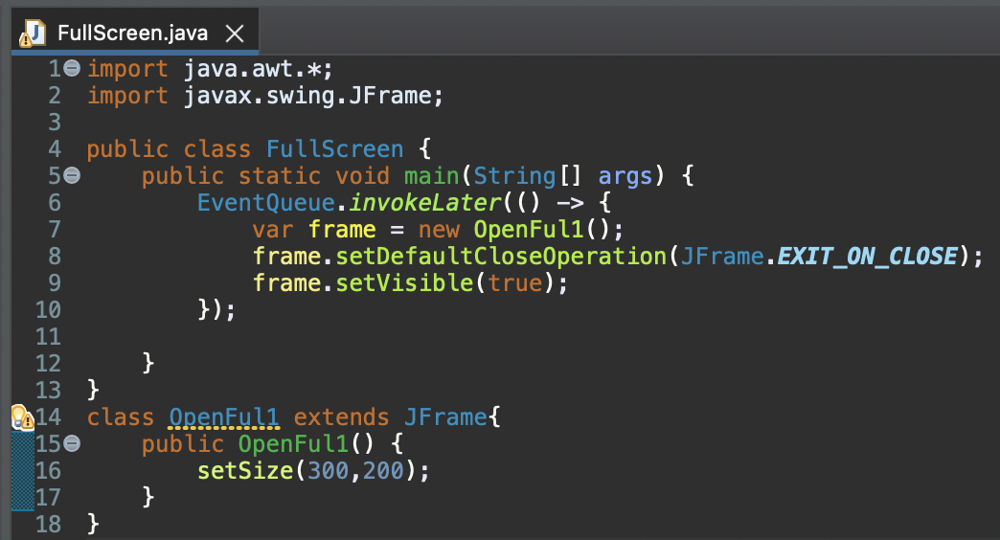 FullScreen.java
1 import java.awt.*;
2 import javax.swing.JFrame;
3
4 public class FullScreen {
5     public static void main(String[] args) {
6         EventQueue.invokeLater(() -> {
7             var frame = new OpenFul1();
8             frame.setDefaultCloseOperation(JFrame.EXIT_ON_CLOSE);
9             frame.setVisible(true);
10         });
11
12     }
13 }
14 class OpenFul1 extends JFrame{
15     public OpenFul1() {
16         setSize(300,200);
17     }
18 }